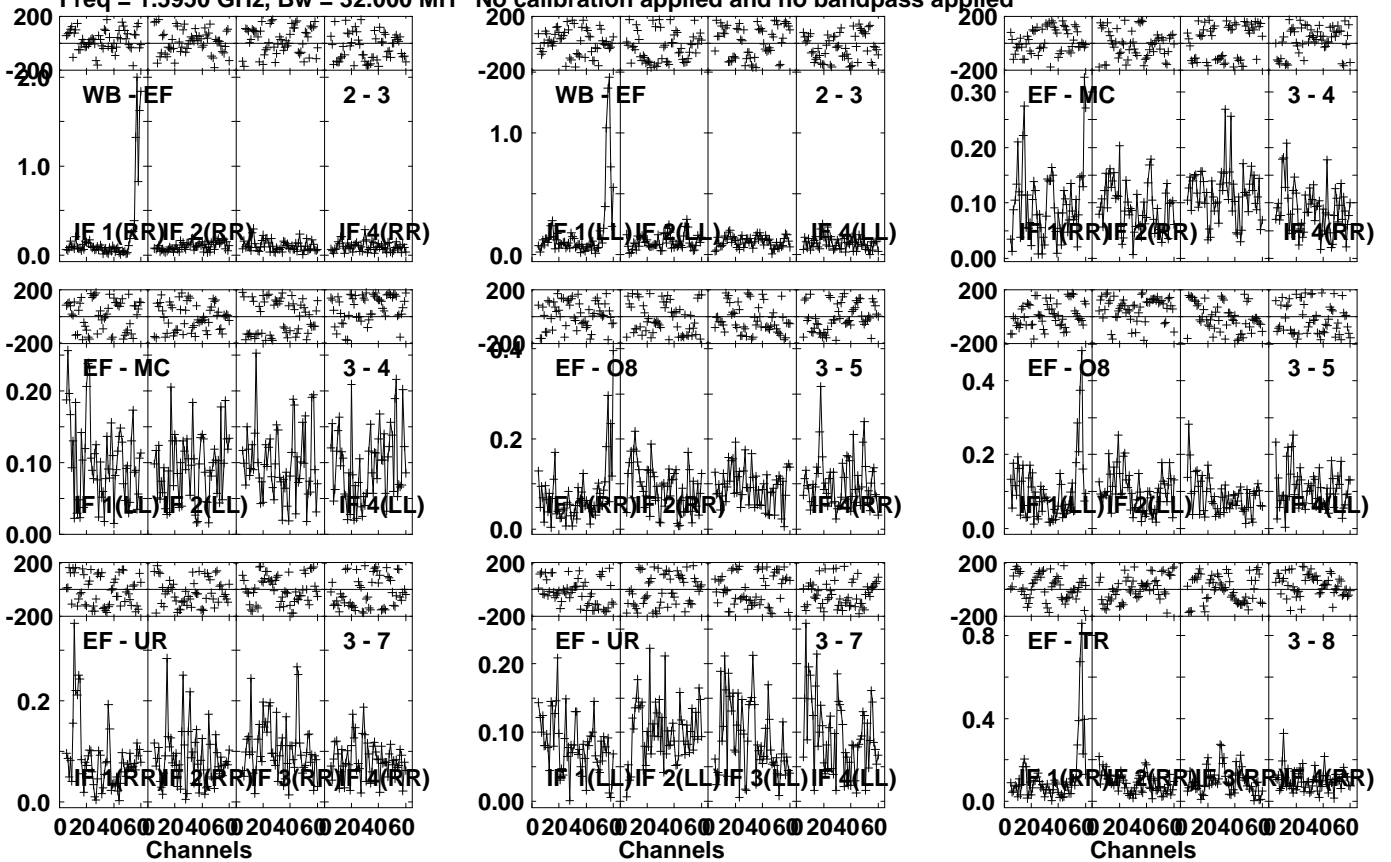 Freq = 1.5950 GHz, Bw = 32.000 MH No calibration applied and no bandpass applied
200
-200
2.0
1.0
0.0
WB - EF
2 - 3
IF 1(RR) IF 2(RR)
IF 4(RR)
200
-200
1.0
0.0
WB - EF
2 - 3
IF 1(LL) IF 2(LL)
IF 4(LL)
200
-200
0.30
0.20
0.10
0.00
EF - MC
3 - 4
IF 1(RR) IF 2(RR)
IF 4(RR)
200
-200
0.20
0.10
0.00
EF - MC
3 - 4
IF 1(LL) IF 2(LL)
IF 4(LL)
200
-200
0.4
0.2
0.0
EF - O8
3 - 5
IF 1(RR) IF 2(RR)
IF 4(RR)
200
-200
0.4
0.2
0.0
EF - O8
3 - 5
IF 1(LL) IF 2(LL)
IF 4(LL)
200
-200
0.2
0.0
EF - UR
3 - 7
IF 1(RR) IF 2(RR) IF 3(RR) IF 4(RR)
0 20 40 60 0 20 40 60 0 20 40 60 0 20 40 60
Channels
200
-200
0.20
0.10
0.00
EF - UR
3 - 7
IF 1(LL) IF 2(LL) IF 3(LL) IF 4(LL)
0 20 40 60 0 20 40 60 0 20 40 60 0 20 40 60
Channels
200
-200
0.8
0.4
0.0
EF - TR
3 - 8
IF 1(RR) IF 2(RR) IF 3(RR) IF 4(RR)
0 20 40 60 0 20 40 60 0 20 40 60 0 20 40 60
Channels